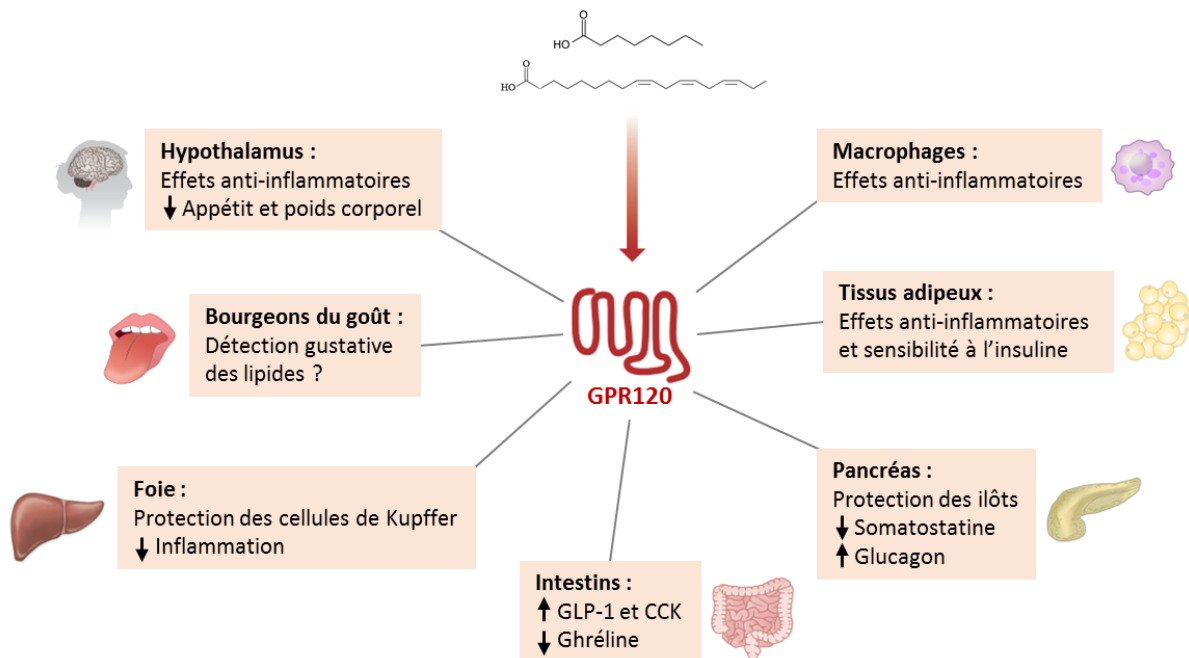 O
HO
O
HO
Hypothalamus :
Effets anti-inflammatoires
↓ Appétit et poids corporel
Macrophages :
Effets anti-inflammatoires
Bourgeons du goût :
Détection gustative
des lipides ?
Tissus adipeux :
Effets anti-inflammatoires
et sensibilité à l’insuline
GPR120
Foie :
Protection des cellules de Kupffer
↓ Inflammation
Pancréas :
Protection des ilôts
↓ Somatostatine
↑ Glucagon
Intestins :
↑ GLP-1 et CCK
↓ Ghréline